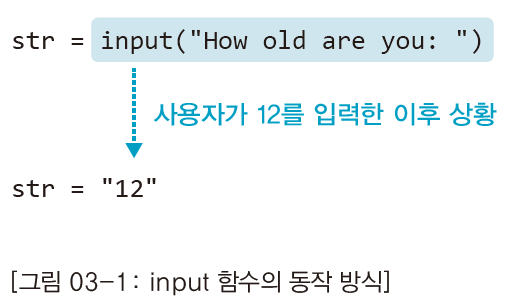 str = input("How old are you: ")
사용자가 12를 입력한 이후 상황
str = "12"
[그림 03-1: input 함수의 동작 방식]